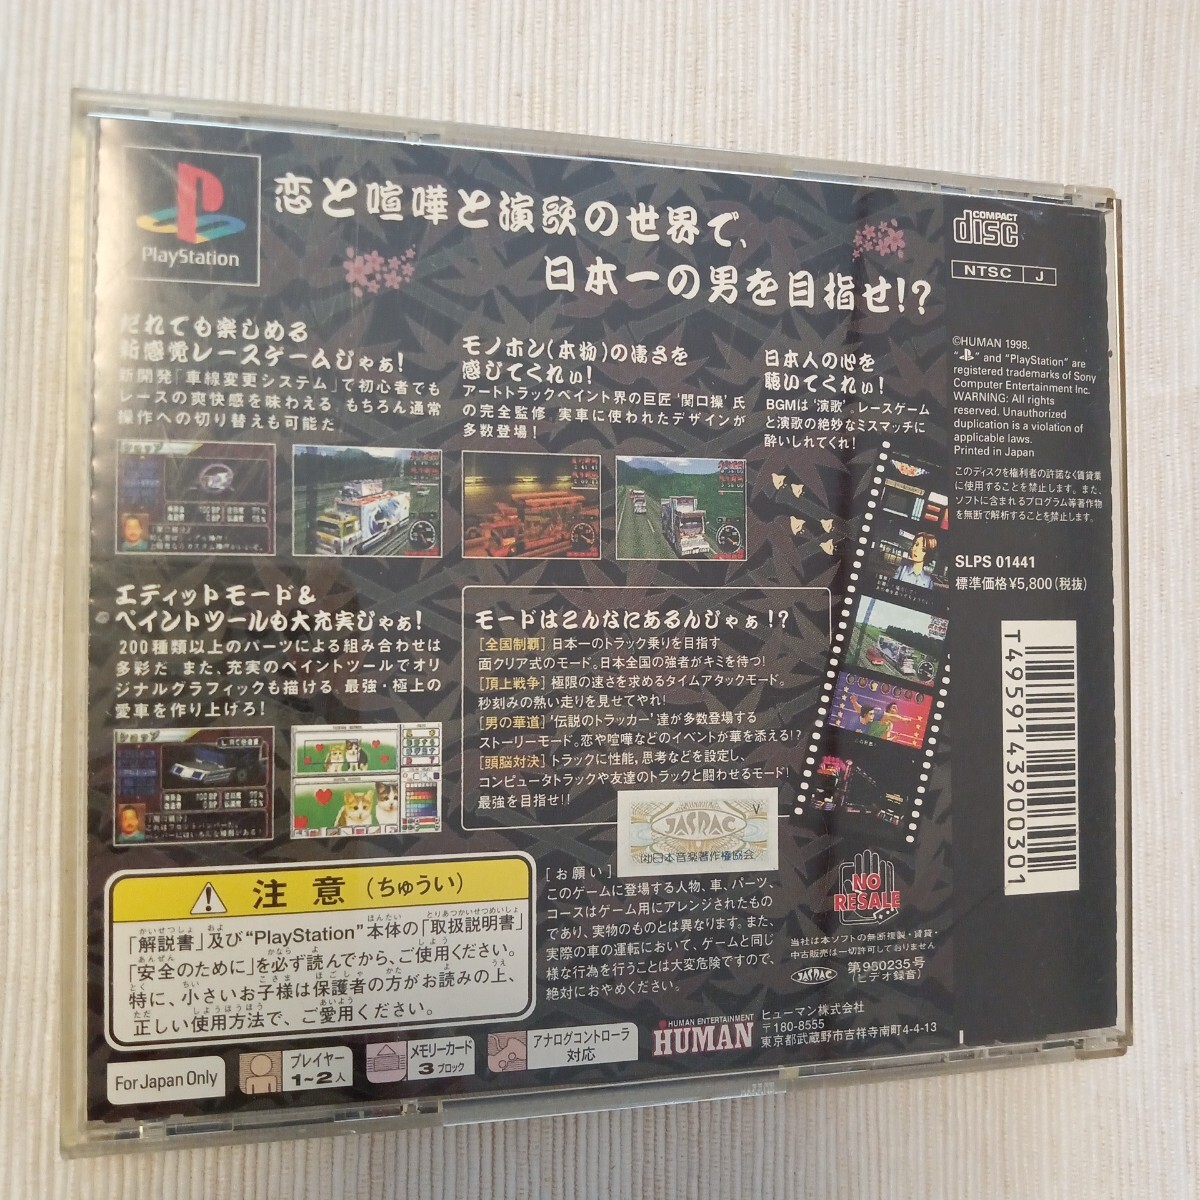 PlayStation
恋と喧嘩と演歌の世界で、
日本一の男を目指せ!?
COMPACT
disc
NTSC J
だれでも楽しめる
新感覚レースゲームじゃぁ!
新開発「車線変更システム」で初心者でも
レースの爽快感を味わえる。もちろん通常
操作への切り替えも可能だ。
モノホン(本物)の凄さを
感じてくれぃ!
アートトラックペイント界の巨匠"関口操"氏
の完全監修。実車に使われたデザインが
多数登場!
日本人の心を
聴いてくれぃ!
BGMは"演歌"。レースゲーム
と演歌の絶妙なミスマッチに
酔いしれてくれ!
©HUMAN 1998.
" " and "PlayStation" are
registered trademarks of Sony
Computer Entertainment Inc.
WARNING: All rights
reserved. Unauthorized
duplication is a violation of
applicable laws.
Printed in Japan
このディスクを権利者の許諾なく賃貸業
に使用することを禁止します。また、
ソフトに含まれるプログラム等著作物
を無断で解析することを禁止します。
SLPS 01441
標準価格¥5,800(税抜)
T4959143900301
エディットモード&
ペイントツールも大充実じゃぁ!
200種類以上のパーツによる組み合わせは
多彩だ。また、充実のペイントツールでオリ
ジナルグラフィックも描ける。最強・極上の
愛車を作り上げろ!
ショップ
モードはこんなにあるんじゃぁ!?
[全国制覇]日本一のトラック乗りを目指す
面クリア式のモード。日本全国の強者がキミを待つ!
[頂上戦争]極限の速さを求めるタイムアタックモード。
秒刻みの熱い走りを見せてやれ!
[男の華道]'伝説のトラッカー'達が多数登場する
ストーリーモード。恋や喧嘩などのイベントが華を添える!?
[頭脳対決]トラックに性能,思考などを設定し、
コンピュータトラックや友達のトラックと闘わせるモード!
最強を目指せ!!
JASRAC
V
(社)日本音楽著作権協会
[お願い]
このゲームに登場する人物、車、パーツ、
コースはゲーム用にアレンジされたもの
であり、実物のものとは異なります。また、
実際の車の運転において、ゲームと同じ
様な行為を行うことは大変危険ですので、
絶対におやめください。
NO
RESALE
当社は本ソフトの無断複製・賃貸・
中古販売は一切許可しておりません
JASRAC
第980235号
(ビデオ録音)
注意(ちゅうい)
「解説書」及び"PlayStation"本体の「取扱説明書」
「安全のために」を必ず読んでから、ご使用ください。
特に、小さいお子様は保護者の方がお読みの上、
正しい使用方法で、ご愛用ください。
For Japan Only
プレイヤー
1~2人
メモリーカード
3ブロック
アナログコントローラ
対応
HUMAN ENTERTAINMENT
HUMAN
ヒューマン株式会社
〒180-8555
東京都武蔵野市吉祥寺南町4-4-13